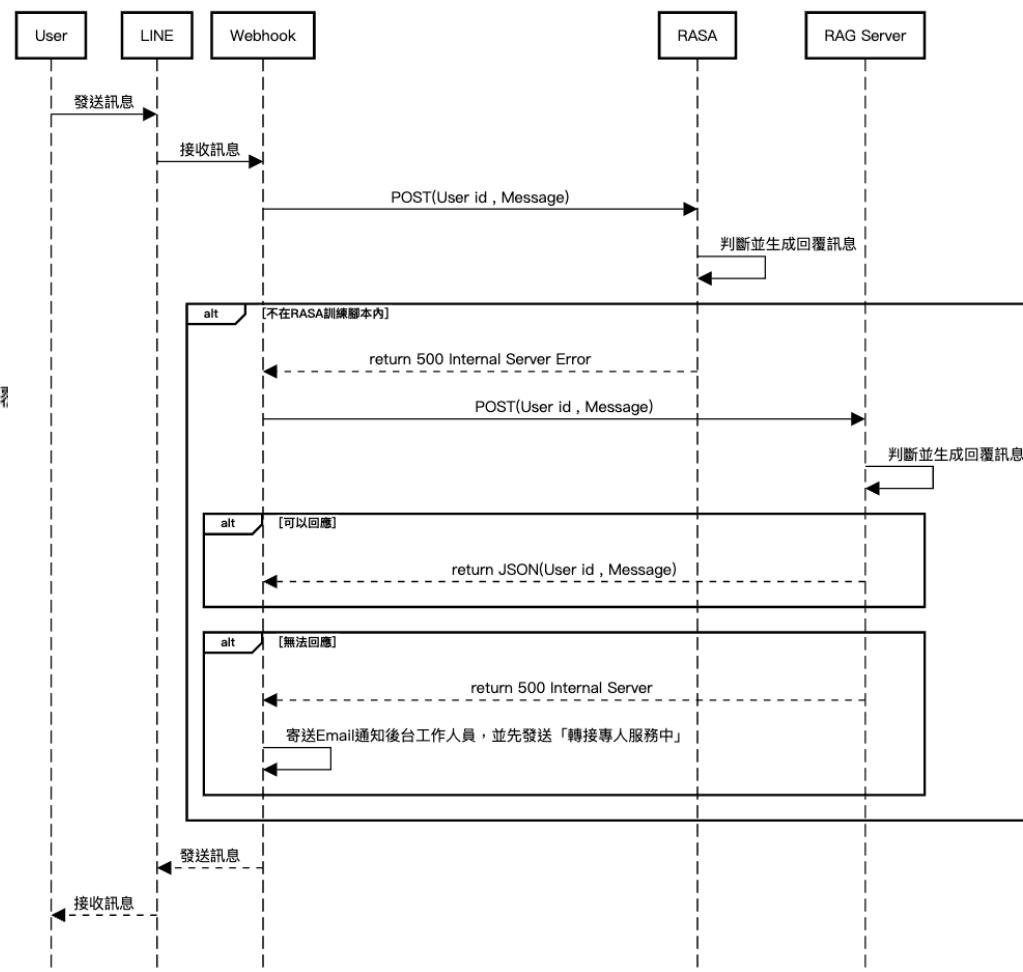 User
LINE
Webhook
RASA
RAG Server
發送訊息
接收訊息
POST(User id , Message)
判斷並生成回覆訊息
alt
[不在RASA訓練腳本內]
return 500 Internal Server Error
POST(User id , Message)
判斷並生成回覆訊息
alt
[可以回應]
return JSON(User id , Message)
alt
[無法回應]
return 500 Internal Server
寄送Email通知後台工作人員，並先發送「轉接專人服務中」
發送訊息
接收訊息